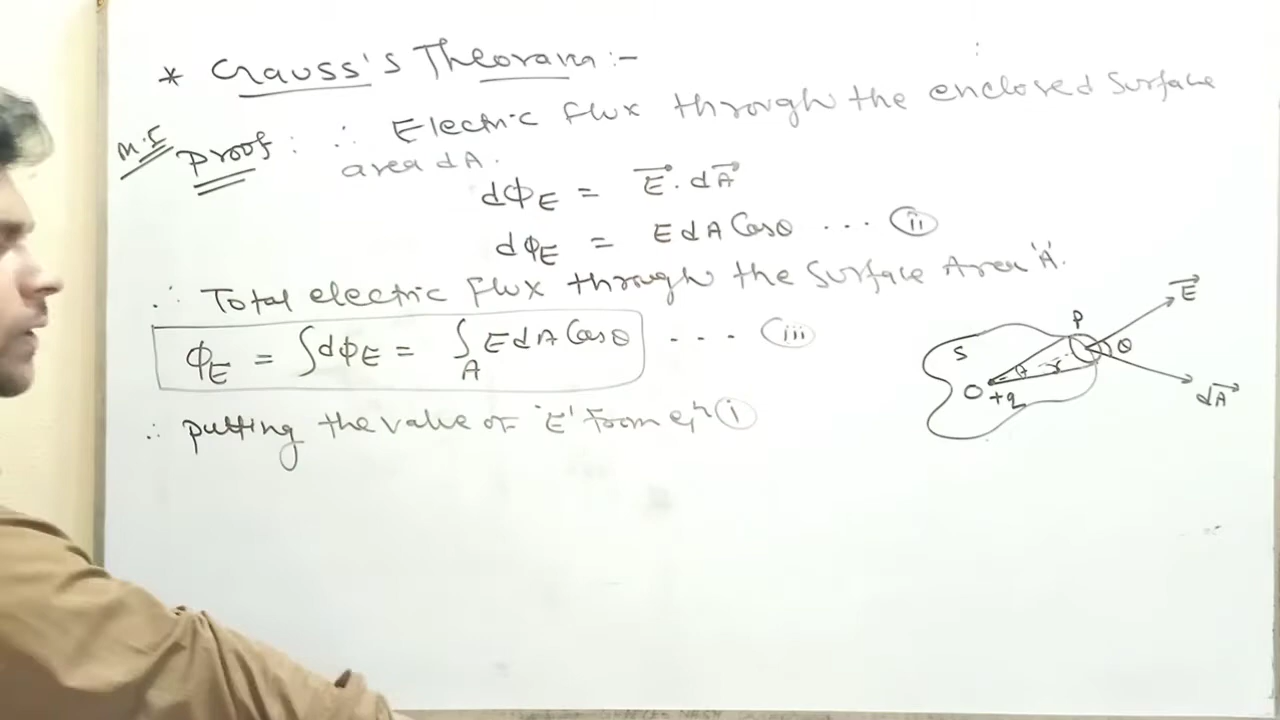 * Gauss's Theoram :-
M.I
Proof : ∴ Electric Flux through the enclosed Surface
area dA.
dΦE = E⃗ . dA⃗
dΦE = E dA Cosθ ... (ii)
∴ Total electric Flux through the Surface Area 'A'.
ΦE = ∫dΦE = ∫A E dA Cosθ .... (iii)
∴ putting the value of 'E' from eqn (i)
E⃗
P
S
θ
r
O +q
dA⃗